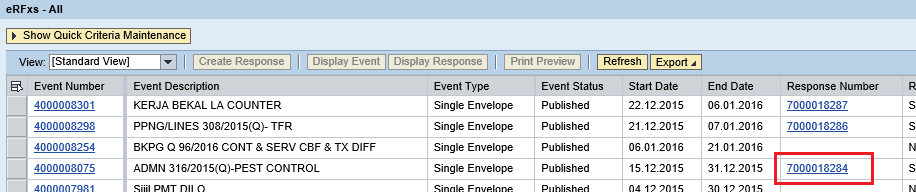 eRFxs - All
Show Quick Criteria Maintenance
View: [Standard View] Create Response Display Event Display Response Print Preview Refresh Export
Event Number Event Description Event Type Event Status Start Date End Date Response Number R
4000008301 KERJA BEKAL LA COUNTER Single Envelope Published 22.12.2015 06.01.2016 7000018287 S
4000008298 PPNG/LINES 308/2015(Q)- TFR Single Envelope Published 21.12.2015 07.01.2016 7000018286 S
4000008254 BKPG Q 96/2016 CONT & SERV CBF & TX DIFF Single Envelope Published 06.01.2016 21.01.2016 N
4000008075 ADMN 316/2015(Q)-PEST CONTROL Single Envelope Published 15.12.2015 31.12.2015 7000018284 S
4000007981 Sijil PMT DILO Single Envelope Published 04.12.2015 30.12.2015 N